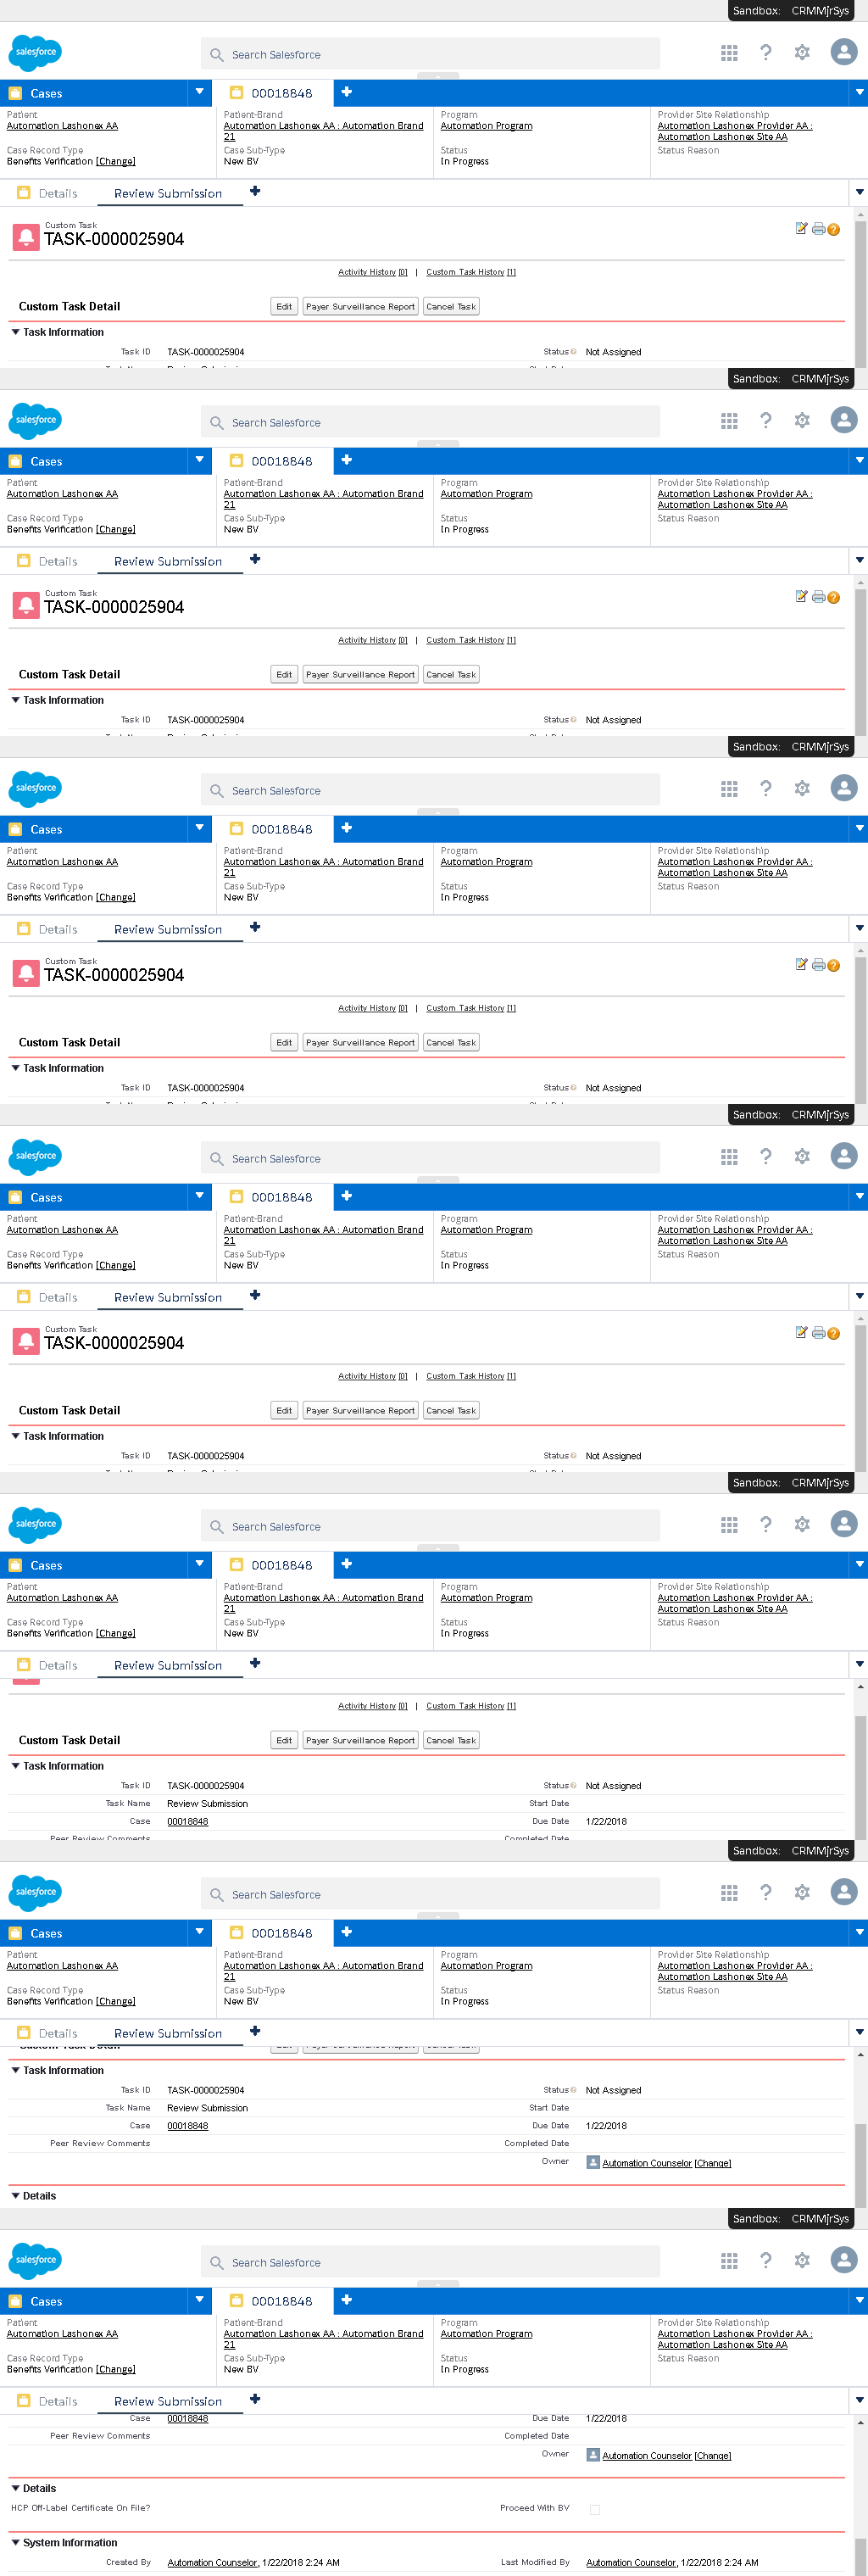 Sandbox: CRMMjrSys
salesforce Search Salesforce
Cases 00018848
Patient Patient-Brand Program Provider Site Relationship
Automation Lashonex AA Automation Lashonex AA : Automation Brand Automation Program Automation Lashonex Provider AA :
21 Automation Lashonex Site AA
Case Record Type Case Sub-Type Status Status Reason
Benefits Verification [Change] New BV In Progress
Details Review Submission
Custom Task
TASK-0000025904
Activity History [0] | Custom Task History [1]
Custom Task Detail Edit Payer Surveillance Report Cancel Task
Task Information
Task ID TASK-0000025904 Status Not Assigned
Sandbox: CRMMjrSys
salesforce Search Salesforce
Cases 00018848
Patient Patient-Brand Program Provider Site Relationship
Automation Lashonex AA Automation Lashonex AA : Automation Brand Automation Program Automation Lashonex Provider AA :
21 Automation Lashonex Site AA
Case Record Type Case Sub-Type Status Status Reason
Benefits Verification [Change] New BV In Progress
Details Review Submission
Custom Task
TASK-0000025904
Activity History [0] | Custom Task History [1]
Custom Task Detail Edit Payer Surveillance Report Cancel Task
Task Information
Task ID TASK-0000025904 Status Not Assigned
Sandbox: CRMMjrSys
salesforce Search Salesforce
Cases 00018848
Patient Patient-Brand Program Provider Site Relationship
Automation Lashonex AA Automation Lashonex AA : Automation Brand Automation Program Automation Lashonex Provider AA :
21 Automation Lashonex Site AA
Case Record Type Case Sub-Type Status Status Reason
Benefits Verification [Change] New BV In Progress
Details Review Submission
Custom Task
TASK-0000025904
Activity History [0] | Custom Task History [1]
Custom Task Detail Edit Payer Surveillance Report Cancel Task
Task Information
Task ID TASK-0000025904 Status Not Assigned
Sandbox: CRMMjrSys
salesforce Search Salesforce
Cases 00018848
Patient Patient-Brand Program Provider Site Relationship
Automation Lashonex AA Automation Lashonex AA : Automation Brand Automation Program Automation Lashonex Provider AA :
21 Automation Lashonex Site AA
Case Record Type Case Sub-Type Status Status Reason
Benefits Verification [Change] New BV In Progress
Details Review Submission
Custom Task
TASK-0000025904
Activity History [0] | Custom Task History [1]
Custom Task Detail Edit Payer Surveillance Report Cancel Task
Task Information
Task ID TASK-0000025904 Status Not Assigned
Sandbox: CRMMjrSys
salesforce Search Salesforce
Cases 00018848
Patient Patient-Brand Program Provider Site Relationship
Automation Lashonex AA Automation Lashonex AA : Automation Brand Automation Program Automation Lashonex Provider AA :
21 Automation Lashonex Site AA
Case Record Type Case Sub-Type Status Status Reason
Benefits Verification [Change] New BV In Progress
Details Review Submission
Activity History [0] | Custom Task History [1]
Custom Task Detail Edit Payer Surveillance Report Cancel Task
Task Information
Task ID TASK-0000025904 Status Not Assigned
Task Name Review Submission Start Date
Case 00018848 Due Date 1/22/2018
Peer Review Comments Completed Date
Sandbox: CRMMjrSys
salesforce Search Salesforce
Cases 00018848
Patient Patient-Brand Program Provider Site Relationship
Automation Lashonex AA Automation Lashonex AA : Automation Brand Automation Program Automation Lashonex Provider AA :
21 Automation Lashonex Site AA
Case Record Type Case Sub-Type Status Status Reason
Benefits Verification [Change] New BV In Progress
Details Review Submission
Task Information
Task ID TASK-0000025904 Status Not Assigned
Task Name Review Submission Start Date
Case 00018848 Due Date 1/22/2018
Peer Review Comments Completed Date
Owner Automation Counselor [Change]
Details
Sandbox: CRMMjrSys
salesforce Search Salesforce
Cases 00018848
Patient Patient-Brand Program Provider Site Relationship
Automation Lashonex AA Automation Lashonex AA : Automation Brand Automation Program Automation Lashonex Provider AA :
21 Automation Lashonex Site AA
Case Record Type Case Sub-Type Status Status Reason
Benefits Verification [Change] New BV In Progress
Details Review Submission
Case 00018848 Due Date 1/22/2018
Peer Review Comments Completed Date
Owner Automation Counselor [Change]
Details
HCP Off-Label Certificate On File? Proceed With BV
System Information
Created By Automation Counselor, 1/22/2018 2:24 AM Last Modified By Automation Counselor, 1/22/2018 2:24 AM